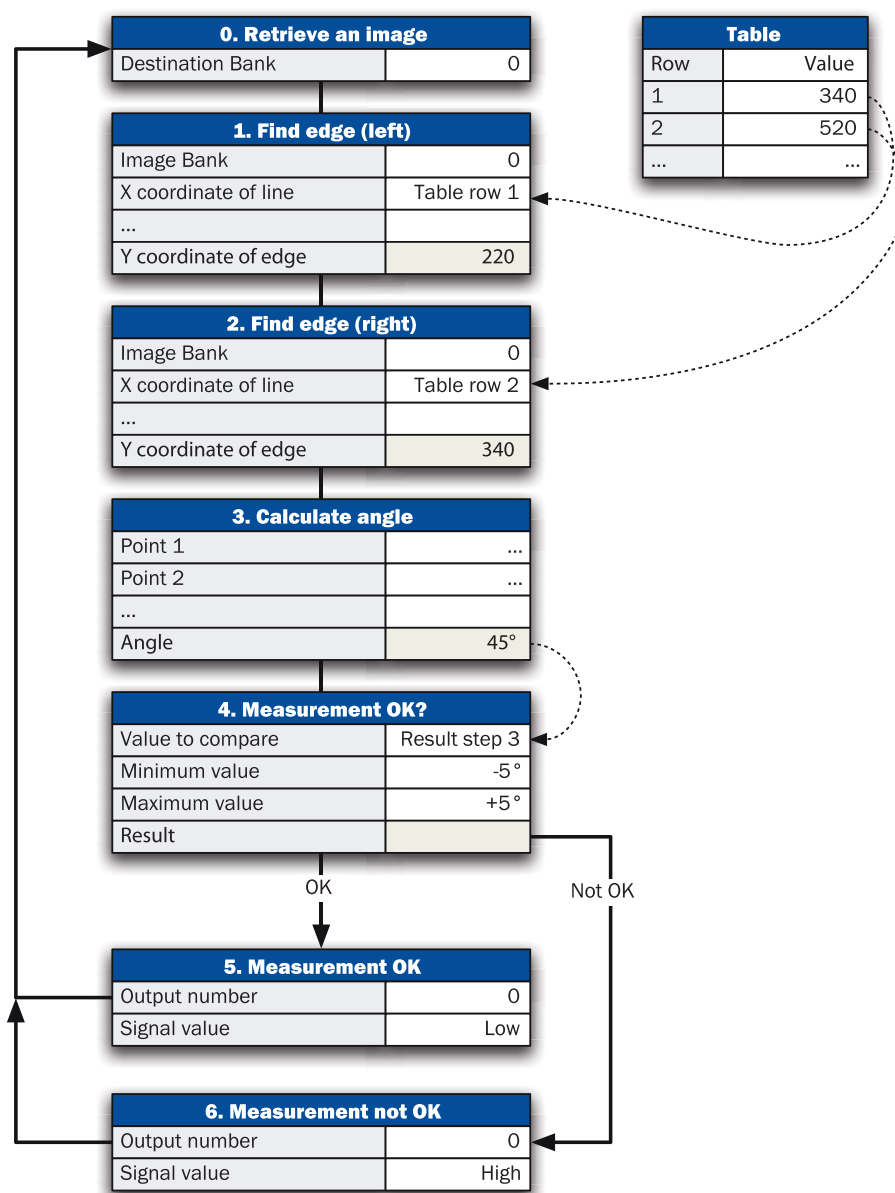 0. Retrieve an image
Destination Bank 0
1. Find edge (left)
Image Bank 0
X coordinate of line Table row 1
...
Y coordinate of edge 220
2. Find edge (right)
Image Bank 0
X coordinate of line Table row 2
...
Y coordinate of edge 340
3. Calculate angle
Point 1 ...
Point 2 ...
...
Angle 45°
4. Measurement OK?
Value to compare Result step 3
Minimum value -5°
Maximum value +5°
Result
OK
Not OK
5. Measurement OK
Output number 0
Signal value Low
6. Measurement not OK
Output number 0
Signal value High
Table
Row Value
1 340
2 520
... ...